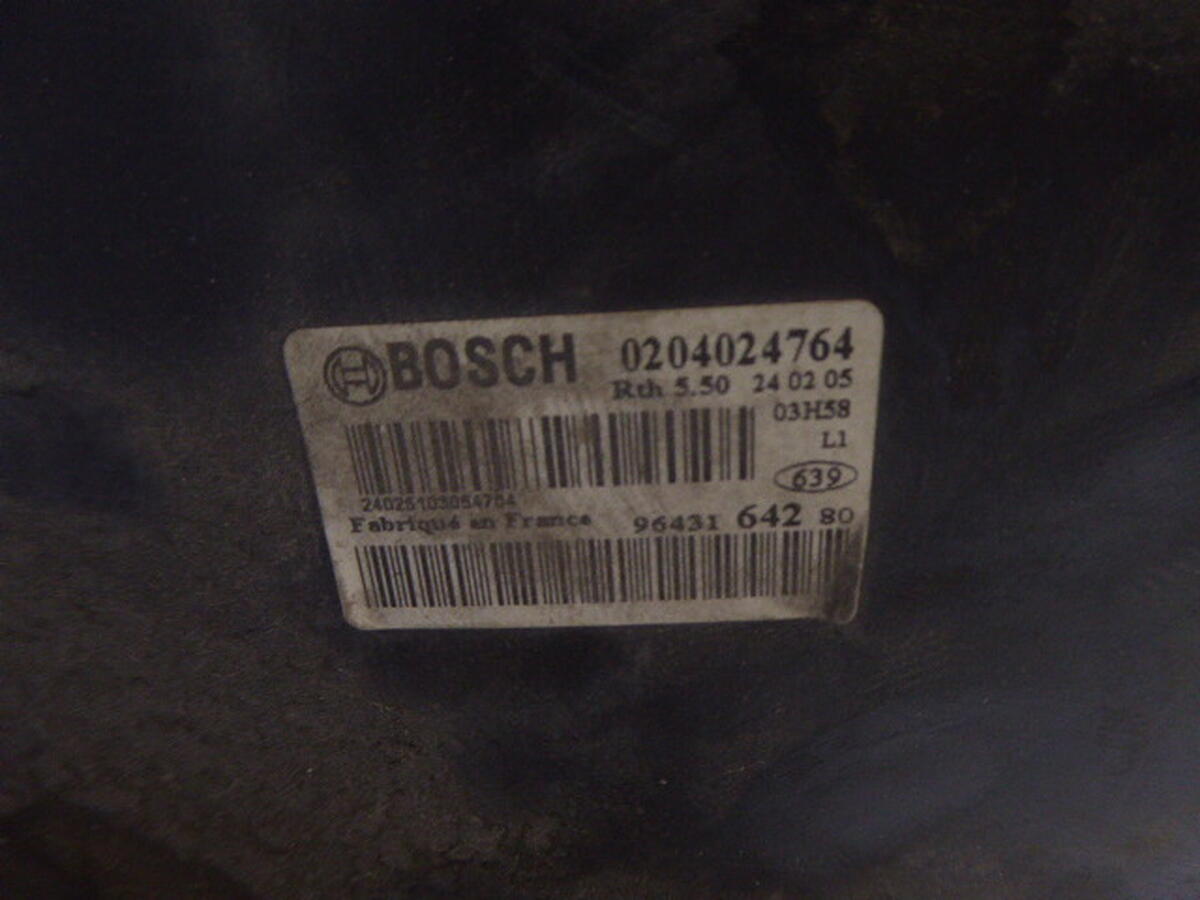 BOSCH 0204024764
Rth 5.50 24 02 05
03H58
L1
639
24025103054764
Fabriqué en France 96431 642 80